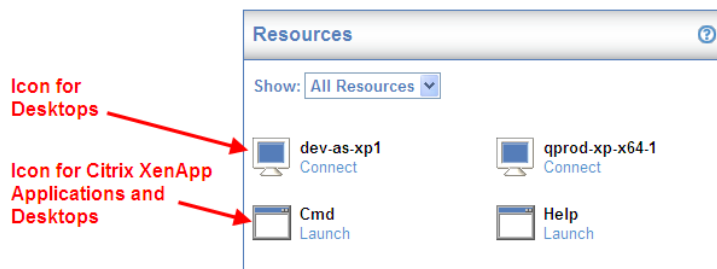 Resources
?
Show: All Resources
Icon for
Desktops
dev-as-xp1
Connect
qprod-xp-x64-1
Connect
Icon for Citrix XenApp
Applications and
Desktops
Cmd
Launch
Help
Launch